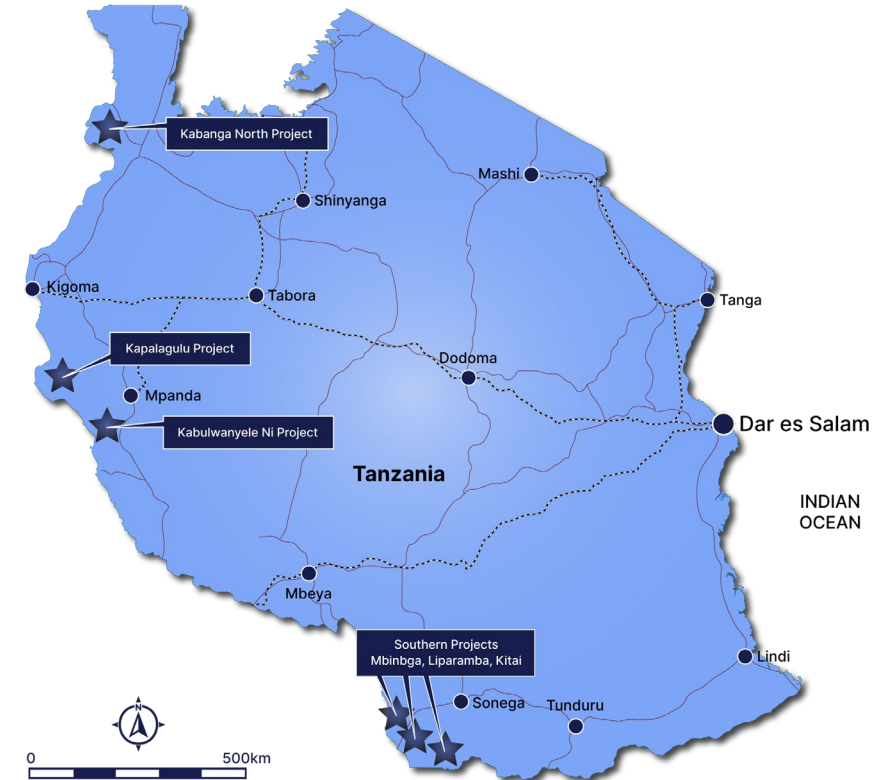 Kabanga North Project
Mashi
Shinyanga
Kigoma
Tabora
Tanga
Kapalagulu Project
Dodoma
Mpanda
Dar es Salam
Kabulwanyele Ni Project
Tanzania
INDIAN
OCEAN
Mbeya
Southern Projects
Mbinbga, Liparamba, Kitai
Lindi
Sonega
Tunduru
N
0
500km